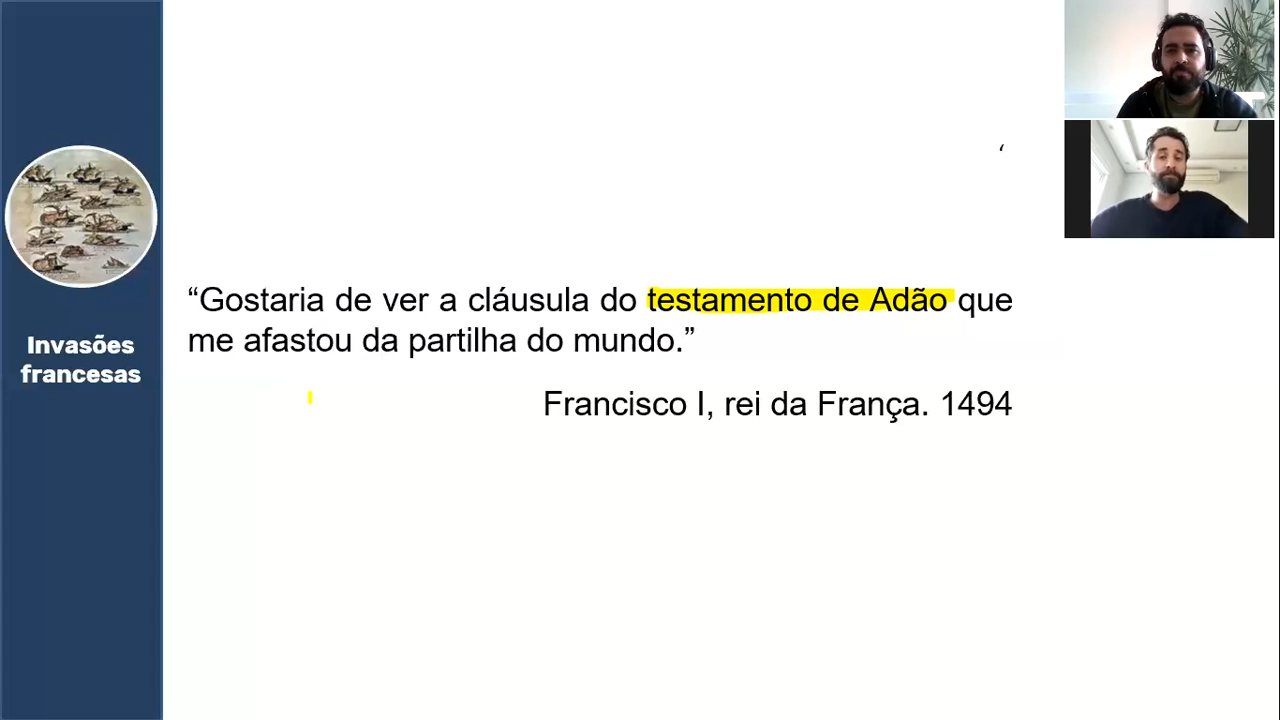 Invasões
francesas
“Gostaria de ver a cláusula do testamento de Adão que
me afastou da partilha do mundo.”
Francisco I, rei da França. 1494